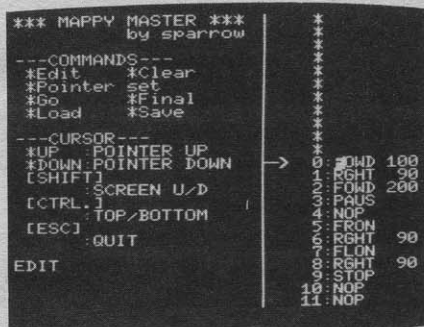 *** MAPPY MASTER ***
by sparrow
---COMMANDS---
*Edit *Clear
*Pointer set
*Go *Final
*Load *Save
---CURSOR---
*UP :POINTER UP
*DOWN:POINTER DOWN
[SHIFT]
:SCREEN U/D
[CTRL.]
:TOP/BOTTOM
[ESC]
:QUIT
EDIT
*
*
*
*
*
*
*
*
*
*
0:FOWD 100
1:RGHT 90
2:FOWD 200
3:PAUS
4:NOP
5:FRON
6:RGHT 90
7:FLON
8:RGHT 90
9:STOP
10:NOP
11:NOP